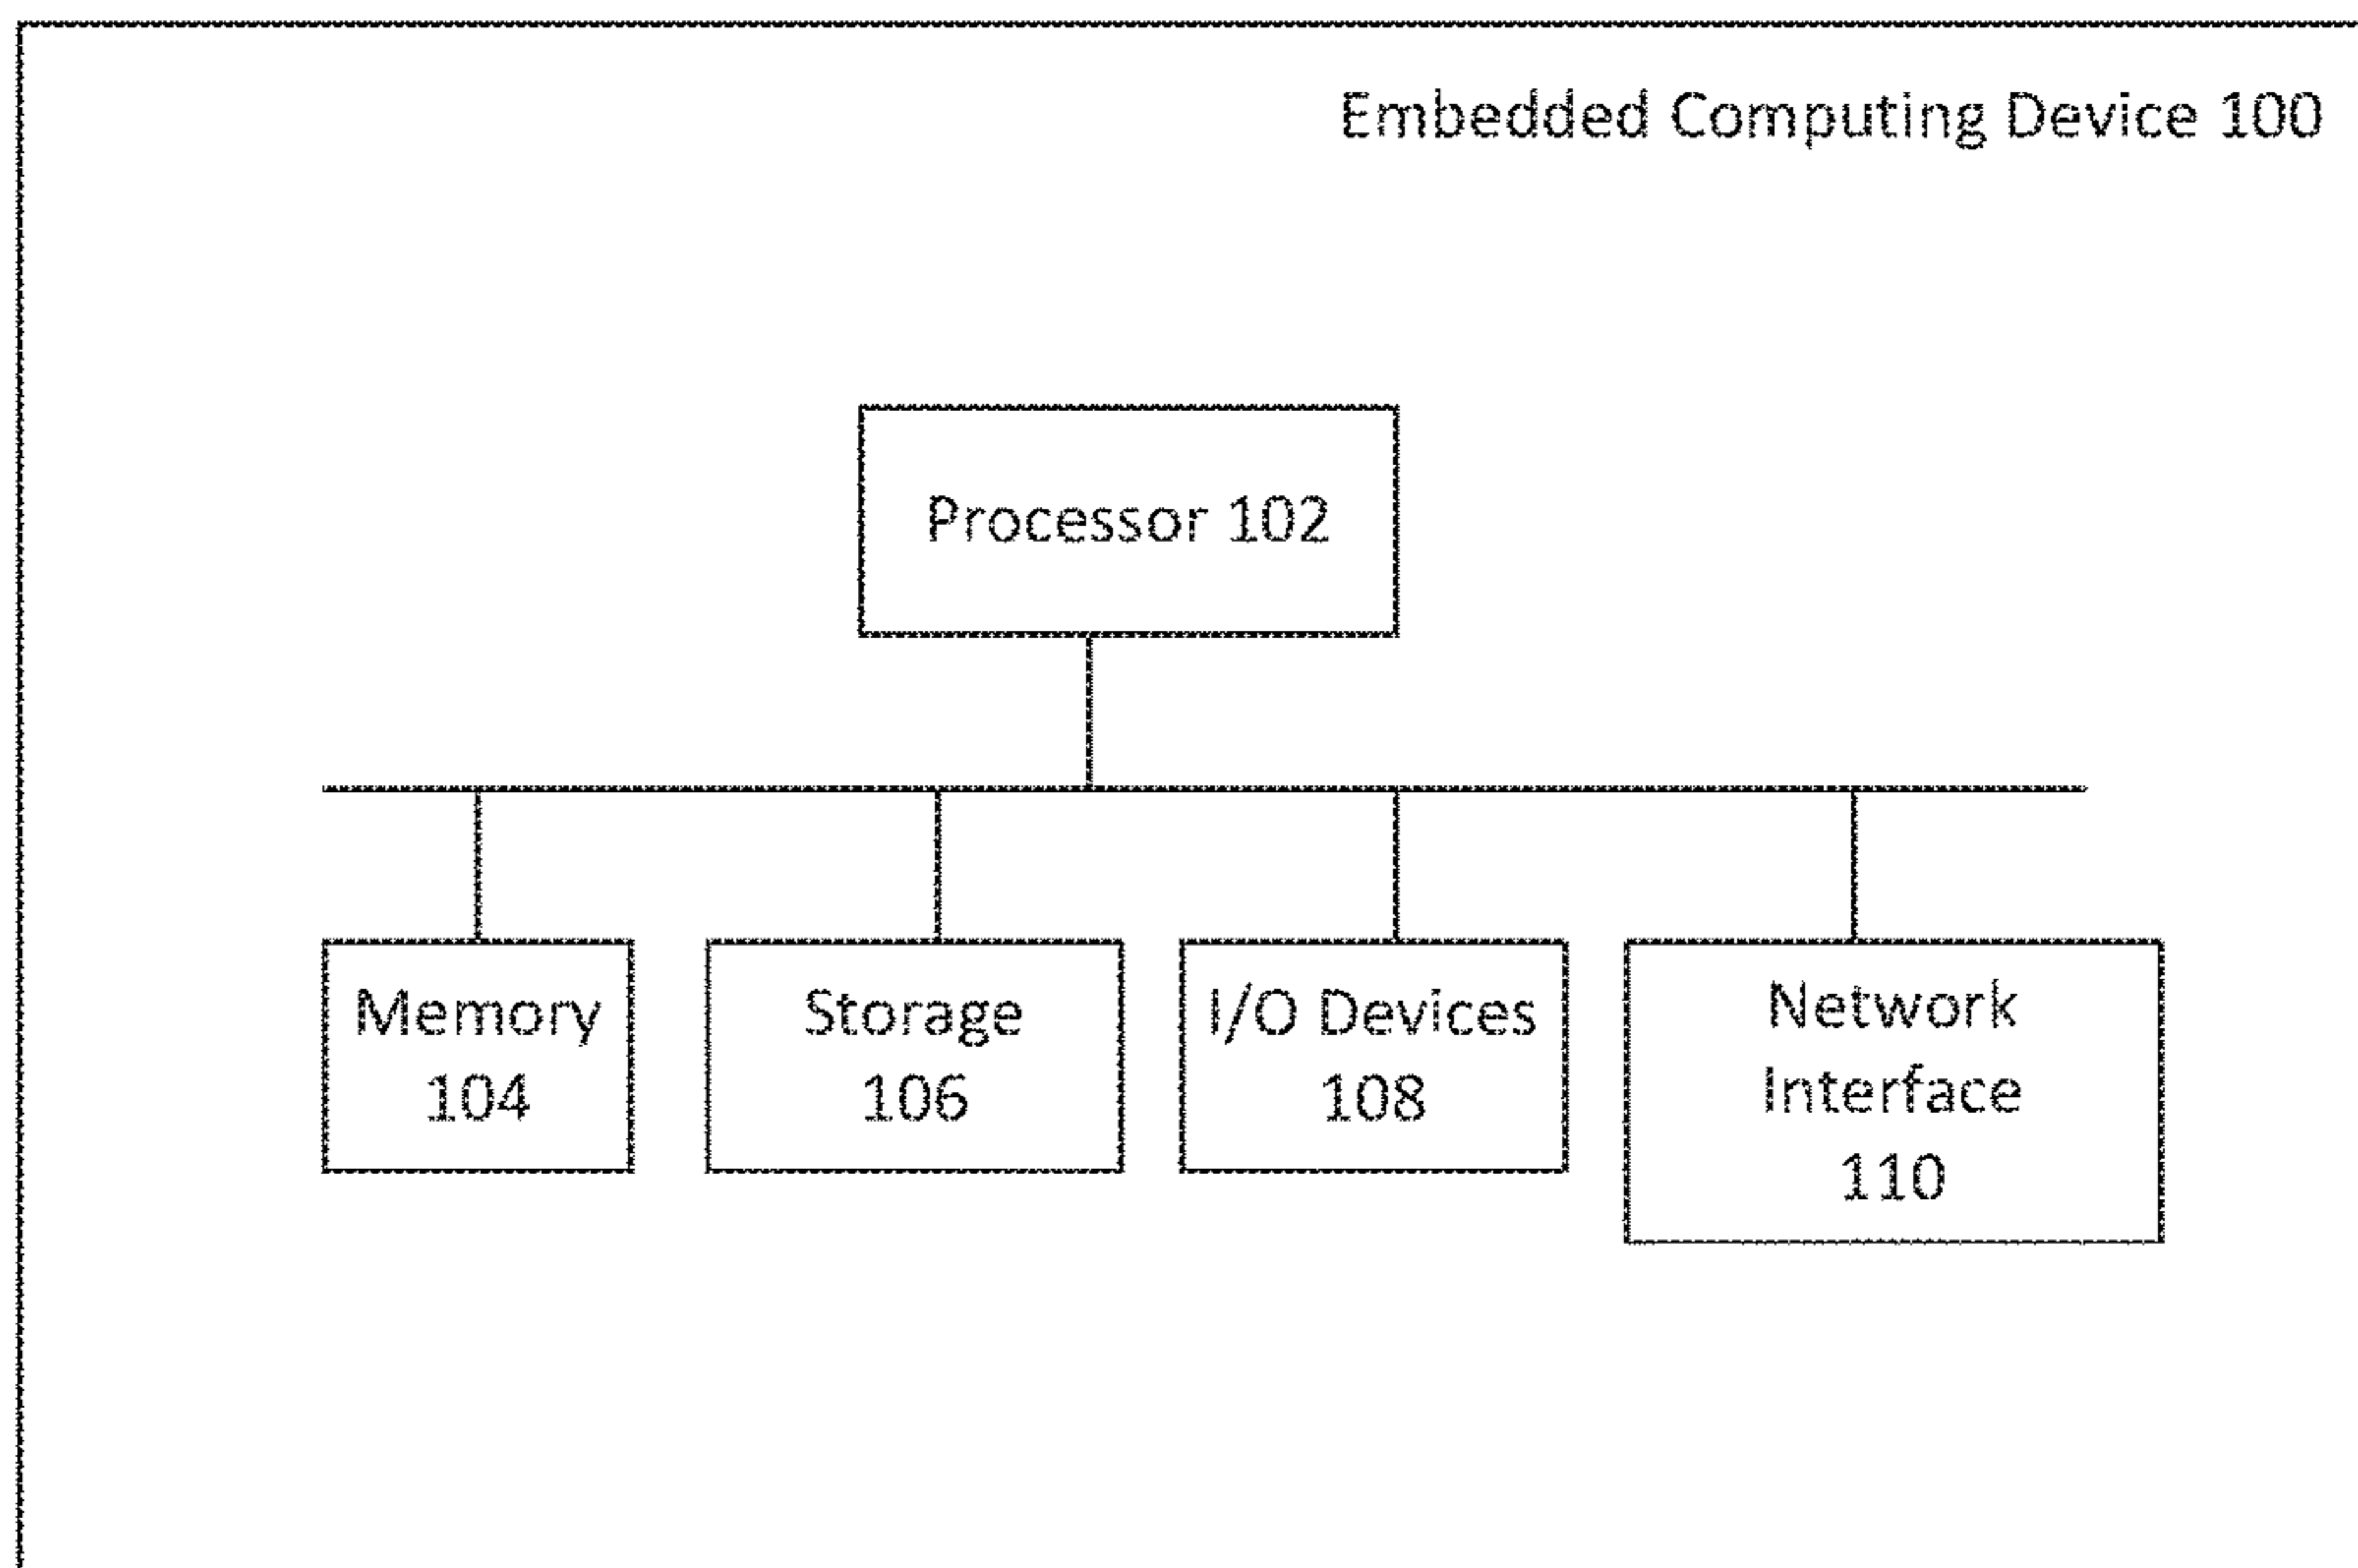 Embedded Computing Device 100
Processor 102
Memory
104
Storage
106
I/O Devices
108
Network
Interface
110